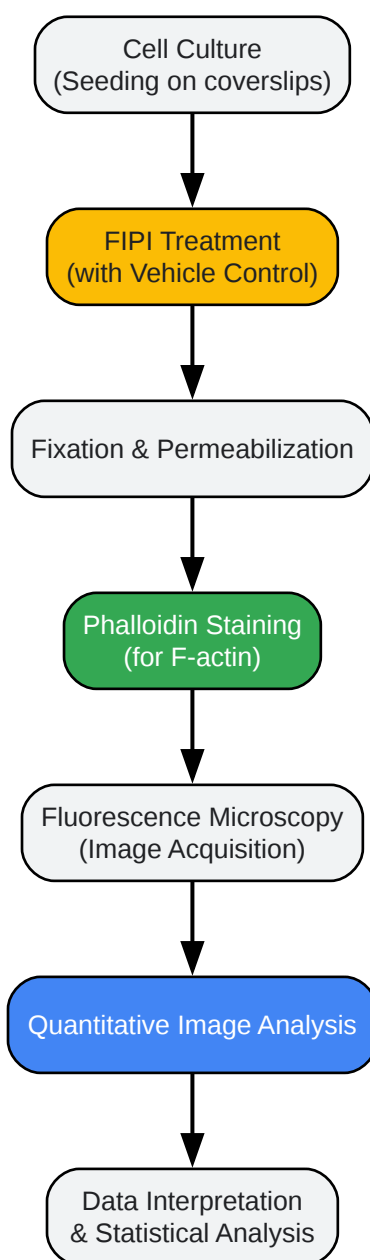 Cell Culture
(Seeding on coverslips)
FIPI Treatment
(with Vehicle Control)
Fixation & Permeabilization
Phalloidin Staining
(for F-actin)
Fluorescence Microscopy
(Image Acquisition)
Quantitative Image Analysis
Data Interpretation
& Statistical Analysis